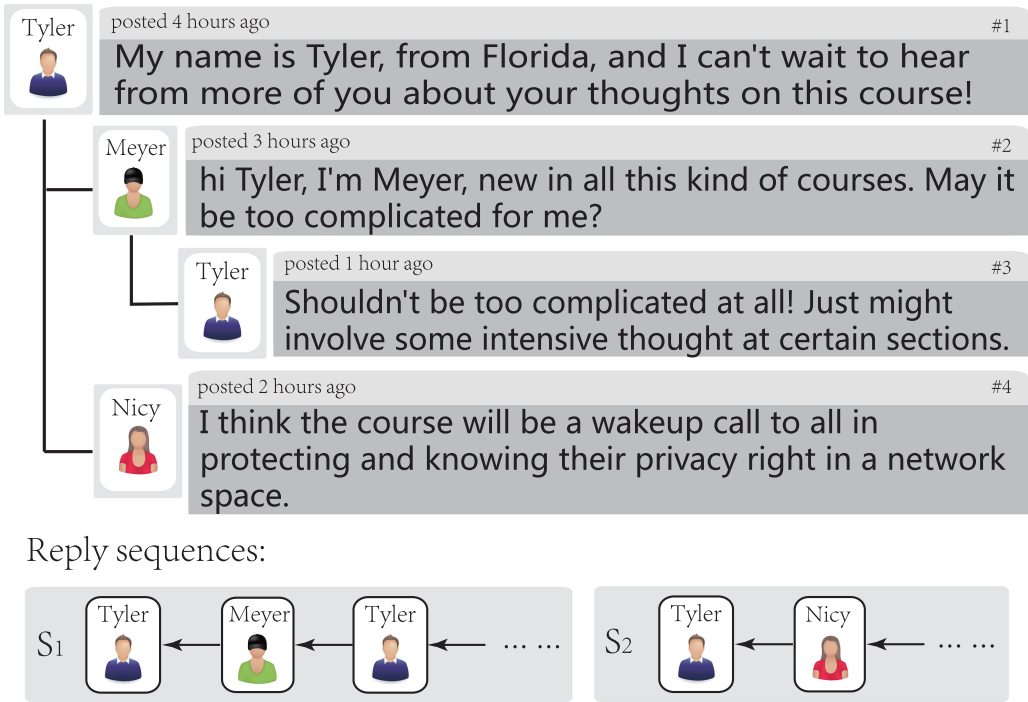 Tyler
posted 4 hours ago
#1
My name is Tyler, from Florida, and I can't wait to hear
from more of you about your thoughts on this course!
Meyer
posted 3 hours ago
#2
hi Tyler, I'm Meyer, new in all this kind of courses. May it
be too complicated for me?
Tyler
posted 1 hour ago
#3
Shouldn't be too complicated at all! Just might
involve some intensive thought at certain sections.
Nicy
posted 2 hours ago
#4
I think the course will be a wakeup call to all in
protecting and knowing their privacy right in a network
space.
Reply sequences:
S1
Tyler
Meyer
Tyler
... ...
S2
Tyler
Nicy
... ...